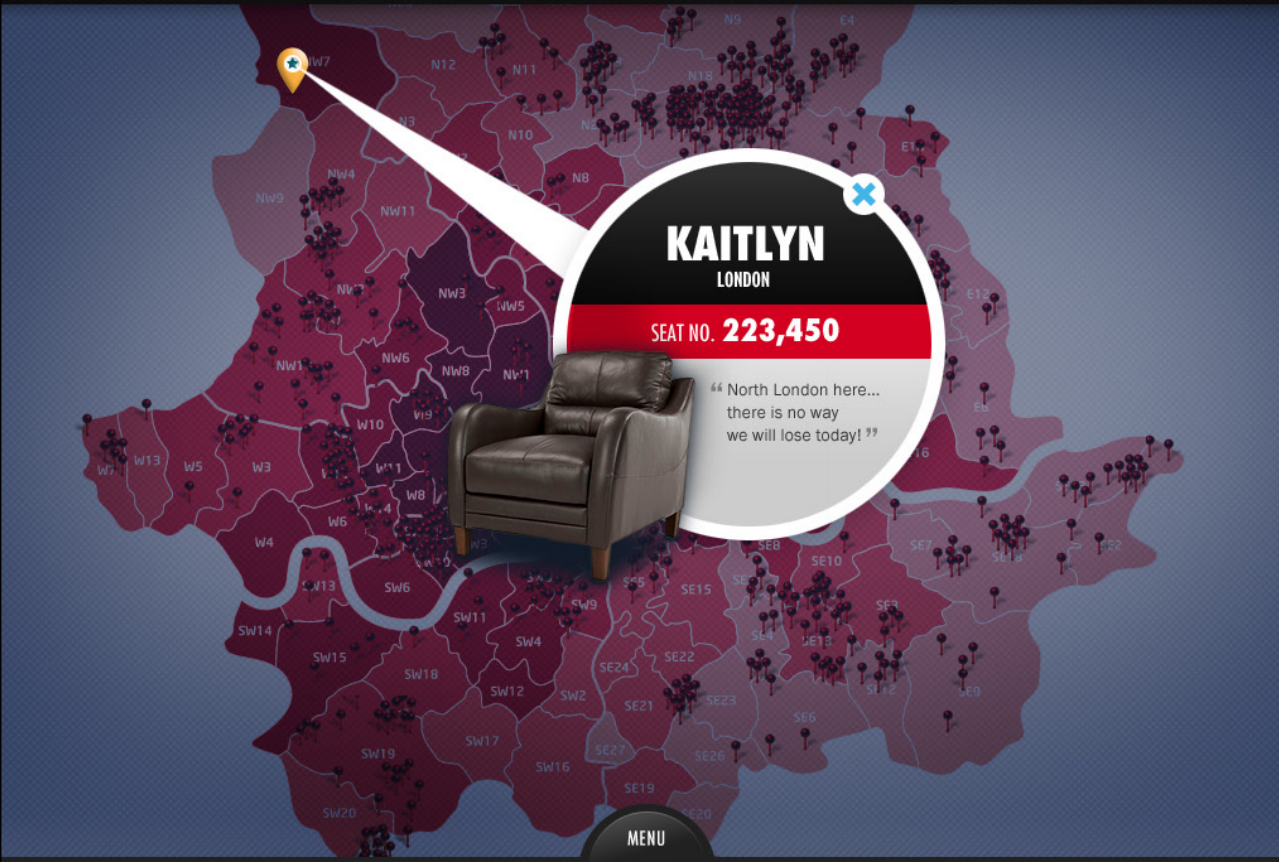 N9
E4
NW7
N12
N11
N18
N3
N10
N8
NW4
NW9
NW11
KAITLYN
LONDON
SEAT NO. 223,450
“ North London here...
there is no way
we will lose today! ”
NW3
NW5
E12
NW6
NW8
NW1
W9
W10
E6
W13
W5
W3
W11
W8
W6
W4
SW10
SE8
SE10
SE7
SE18
SE2
SW13
SW6
SE5
SE15
SW9
SE3
SW11
SW14
SW4
SE4
SE13
SW15
SE22
SE24
SW18
SW12
SW2
SE21
SE23
SE12
SE9
SE6
SW17
SE27
SE26
SW19
SW16
SE19
SW20
SE20
MENU